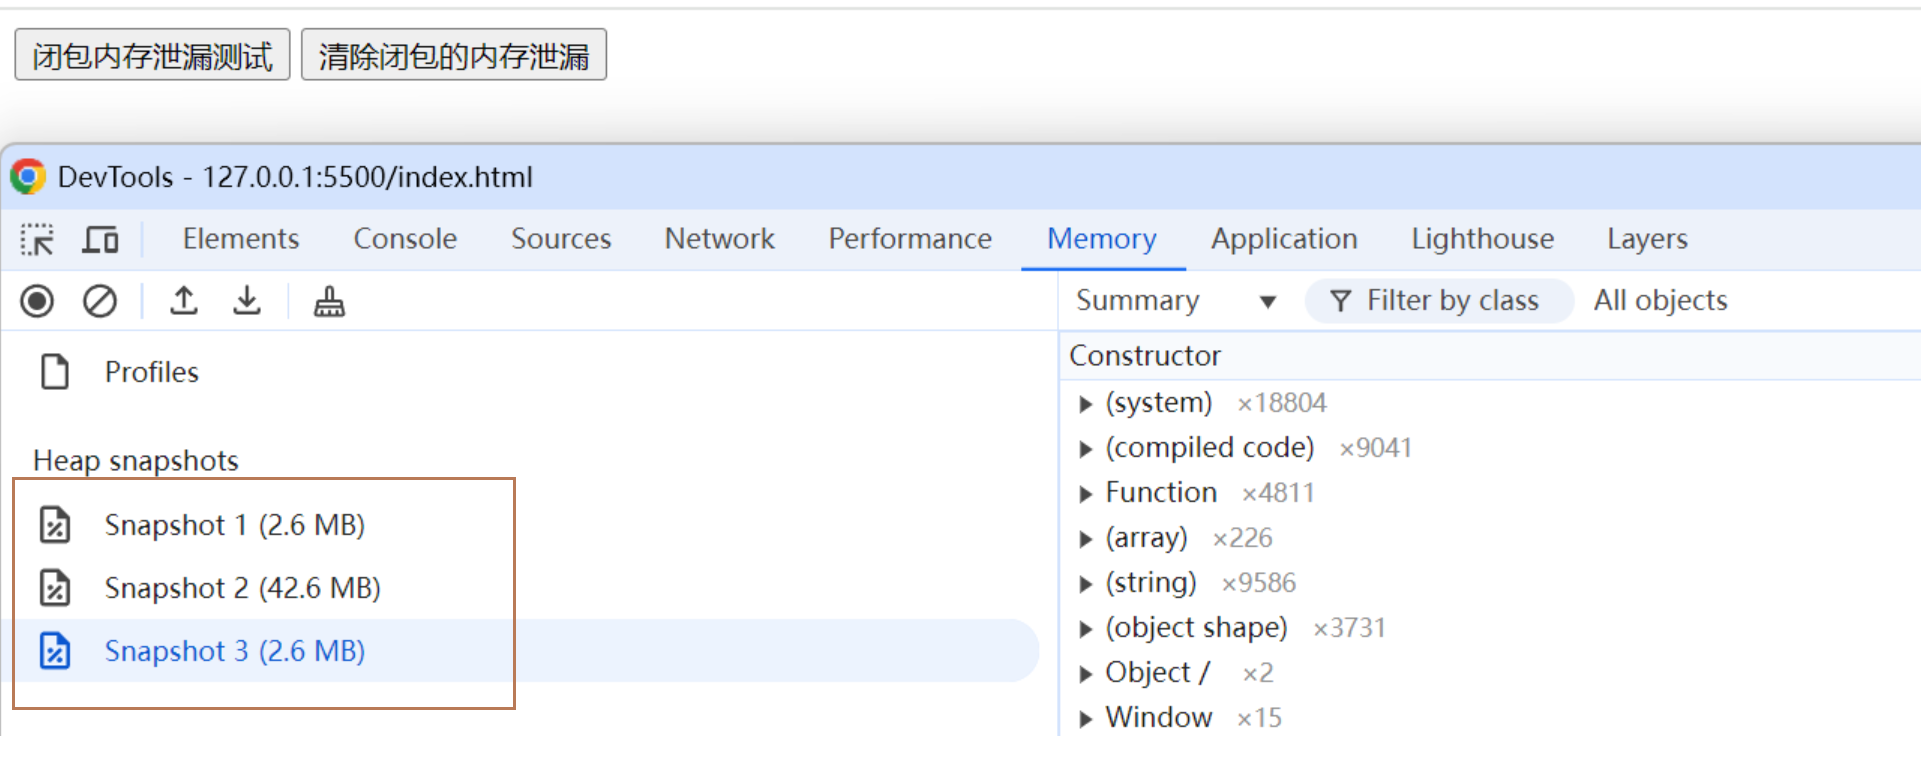 闭包内存泄漏测试 清除闭包的内存泄漏
DevTools - 127.0.0.1:5500/index.html
Elements Console Sources Network Performance Memory Application Lighthouse Layers
Summary ▼ Filter by class All objects
Profiles
Heap snapshots
Snapshot 1 (2.6 MB)
Snapshot 2 (42.6 MB)
Snapshot 3 (2.6 MB)
Constructor
(system) ×18804
(compiled code) ×9041
Function ×4811
(array) ×226
(string) ×9586
(object shape) ×3731
Object / ×2
Window ×15